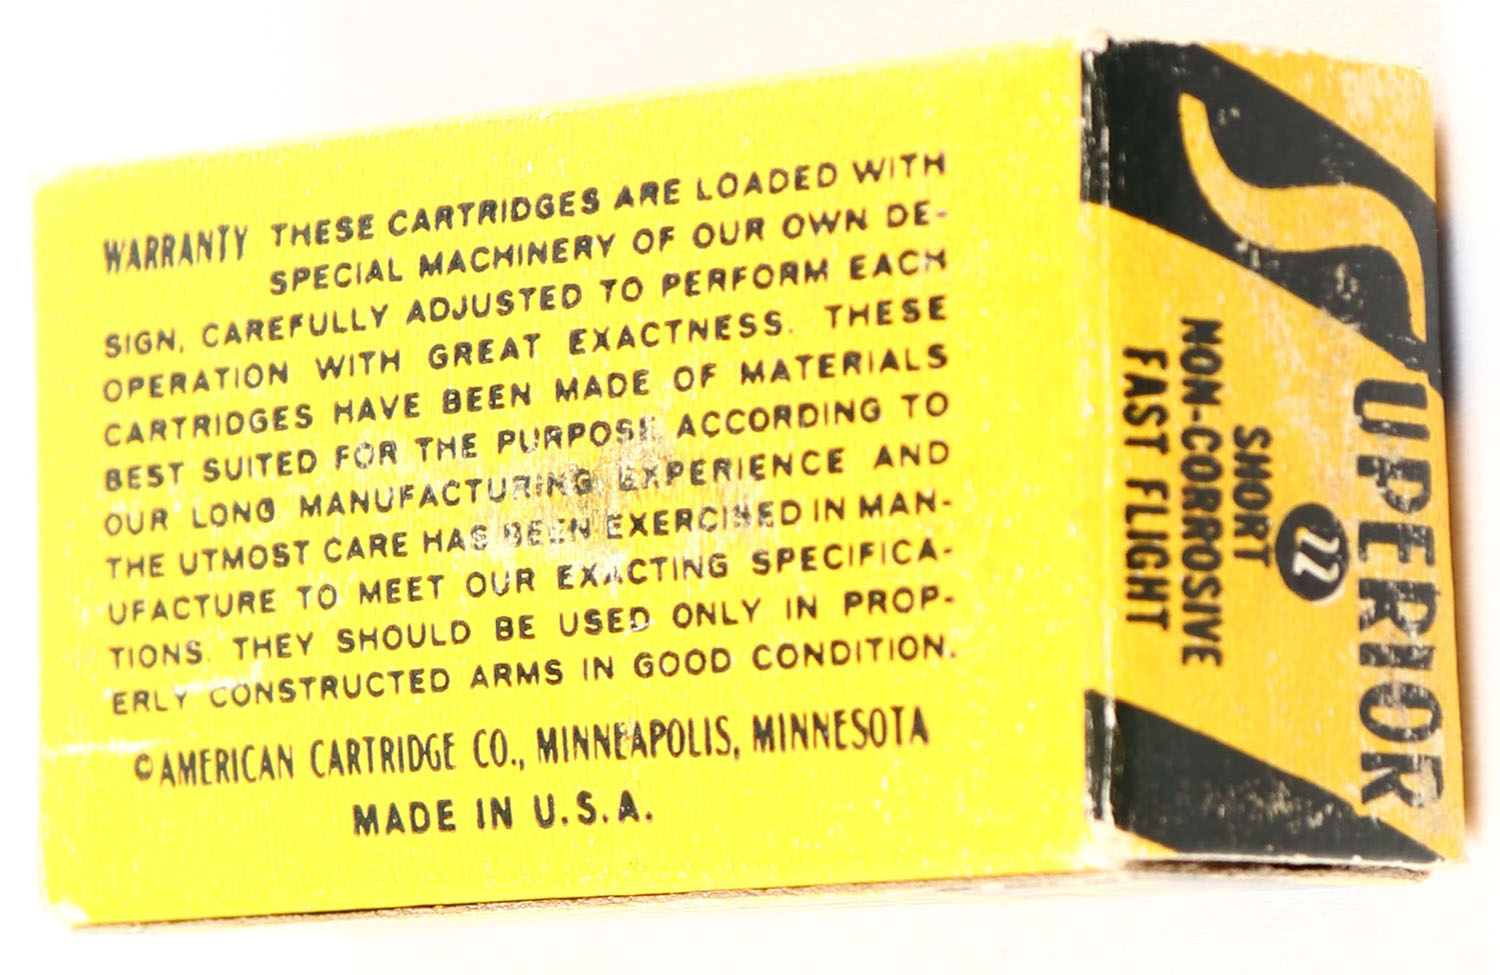 WARRANTY THESE CARTRIDGES ARE LOADED WITH
SPECIAL MACHINERY OF OUR OWN DE-
SIGN, CAREFULLY ADJUSTED TO PERFORM EACH
OPERATION WITH GREAT EXACTNESS. THESE
CARTRIDGES HAVE BEEN MADE OF MATERIALS
BEST SUITED FOR THE PURPOSE ACCORDING TO
OUR LONG MANUFACTURING EXPERIENCE AND
THE UTMOST CARE HAS BEEN EXERCISED IN MAN-
UFACTURE TO MEET OUR EXACTING SPECIFICA-
TIONS. THEY SHOULD BE USED ONLY IN PROP-
ERLY CONSTRUCTED ARMS IN GOOD CONDITION.
©AMERICAN CARTRIDGE CO., MINNEAPOLIS, MINNESOTA
MADE IN U.S.A.
SUPERIOR
22
SHORT
NON-CORROSIVE
FAST FLIGHT